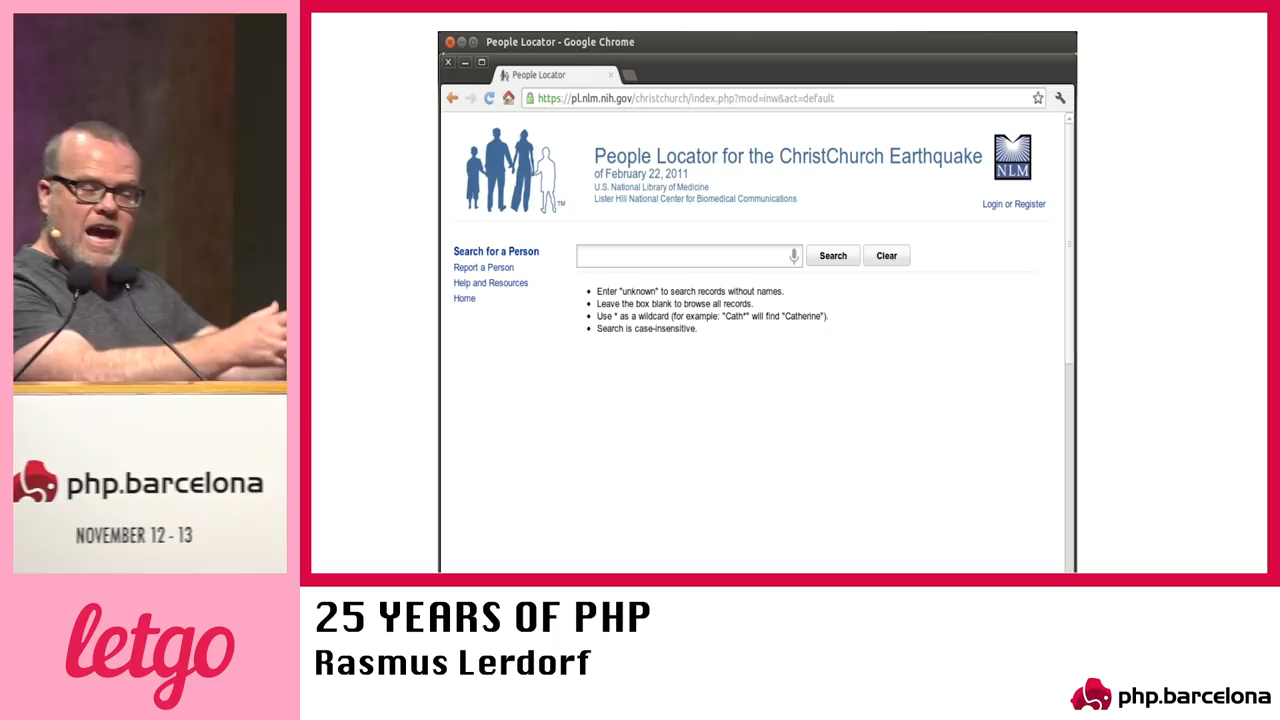 People Locator - Google Chrome
People Locator
https://pl.nlm.nih.gov/christchurch/index.php?mod=inw&act=default
People Locator for the ChristChurch Earthquake
of February 22, 2011
U.S. National Library of Medicine
Lister Hill National Center for Biomedical Communications
TM
NLM
Login or Register
Search for a Person
Report a Person
Help and Resources
Home
Search
Clear
Enter "unknown" to search records without names.
Leave the box blank to browse all records.
Use * as a wildcard (for example: "Cath*" will find "Catherine").
Search is case-insensitive.
php.barcelona
NOVEMBER 12 - 13
letgo
25 YEARS OF PHP
Rasmus Lerdorf
php.barcelona